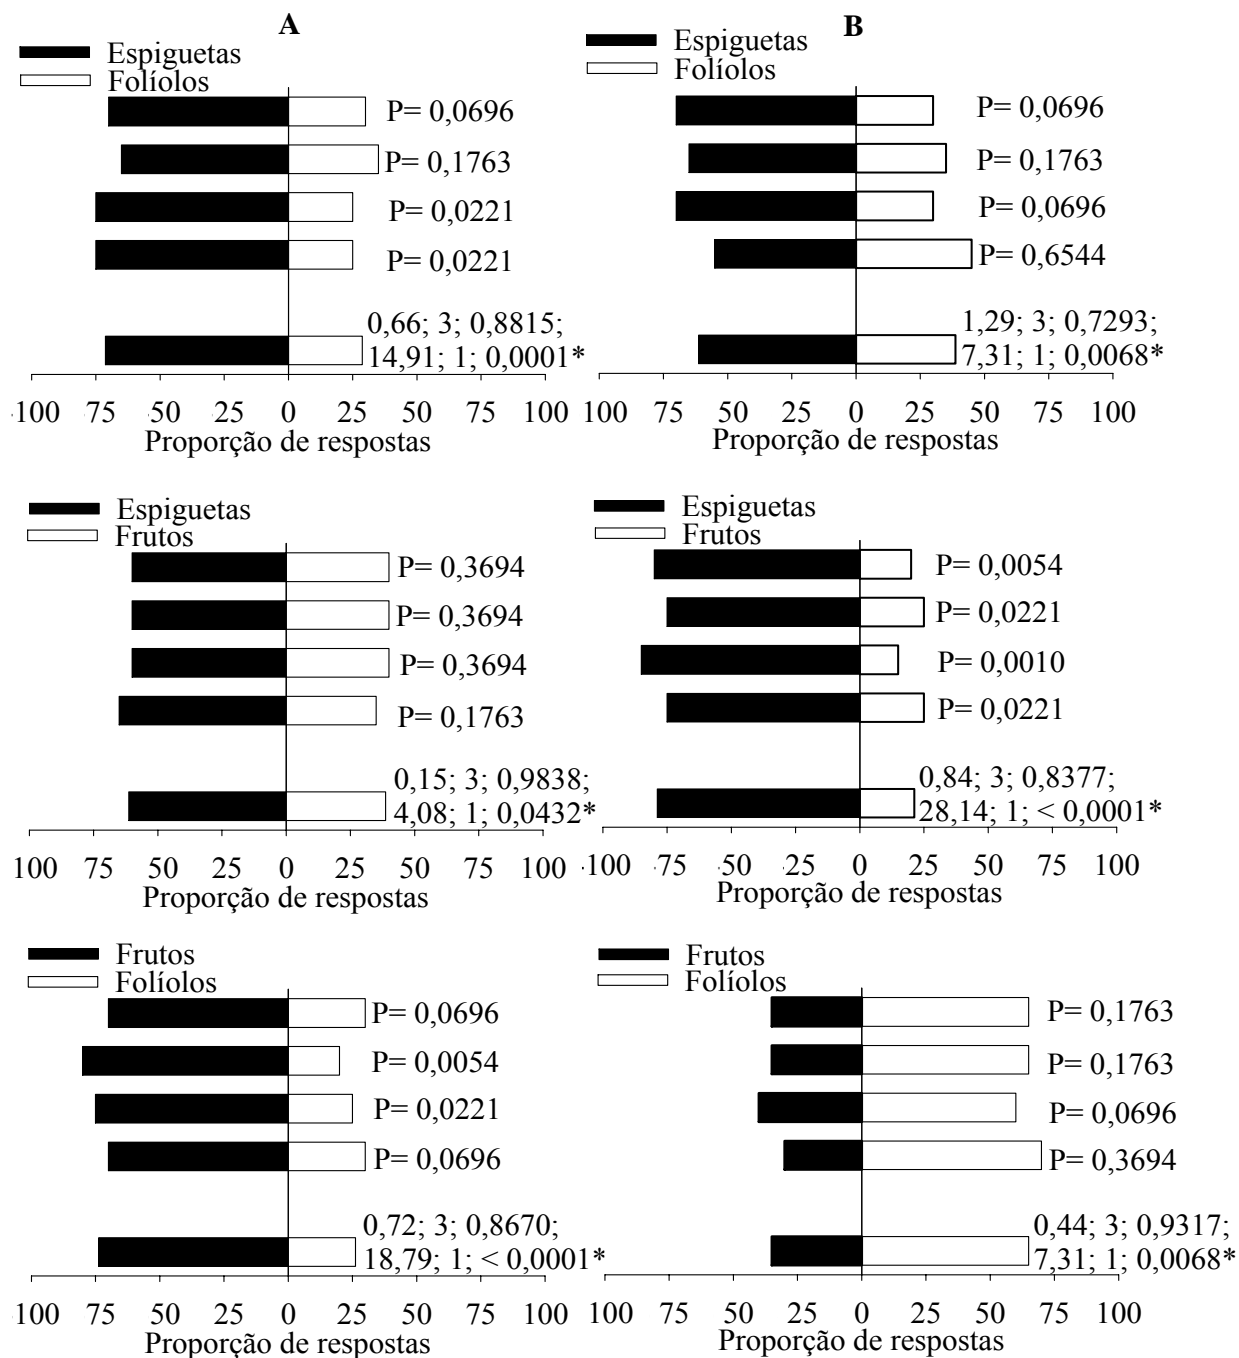 A
Espiguetas
Folíolos
P= 0,0696
P= 0,1763
P= 0,0221
P= 0,0221
0,66; 3; 0,8815;
14,91; 1; 0,0001*
100 75 50 25 0 25 50 75 100
Proporção de respostas
B
Espiguetas
Folíolos
P= 0,0696
P= 0,1763
P= 0,0696
P= 0,6544
1,29; 3; 0,7293;
7,31; 1; 0,0068*
100 75 50 25 0 25 50 75 100
Proporção de respostas
Espiguetas
Frutos
P= 0,3694
P= 0,3694
P= 0,3694
P= 0,1763
0,15; 3; 0,9838;
4,08; 1; 0,0432*
100 75 50 25 0 25 50 75 100
Proporção de respostas
Espiguetas
Frutos
P= 0,0054
P= 0,0221
P= 0,0010
P= 0,0221
0,84; 3; 0,8377;
28,14; 1; < 0,0001*
100 75 50 25 0 25 50 75 100
Proporção de respostas
Frutos
Folíolos
P= 0,0696
P= 0,0054
P= 0,0221
P= 0,0696
0,72; 3; 0,8670;
18,79; 1; < 0,0001*
100 75 50 25 0 25 50 75 100
Proporção de respostas
Frutos
Folíolos
P= 0,1763
P= 0,1763
P= 0,0696
P= 0,3694
0,44; 3; 0,9317;
7,31; 1; 0,0068*
100 75 50 25 0 25 50 75 100
Proporção de respostas